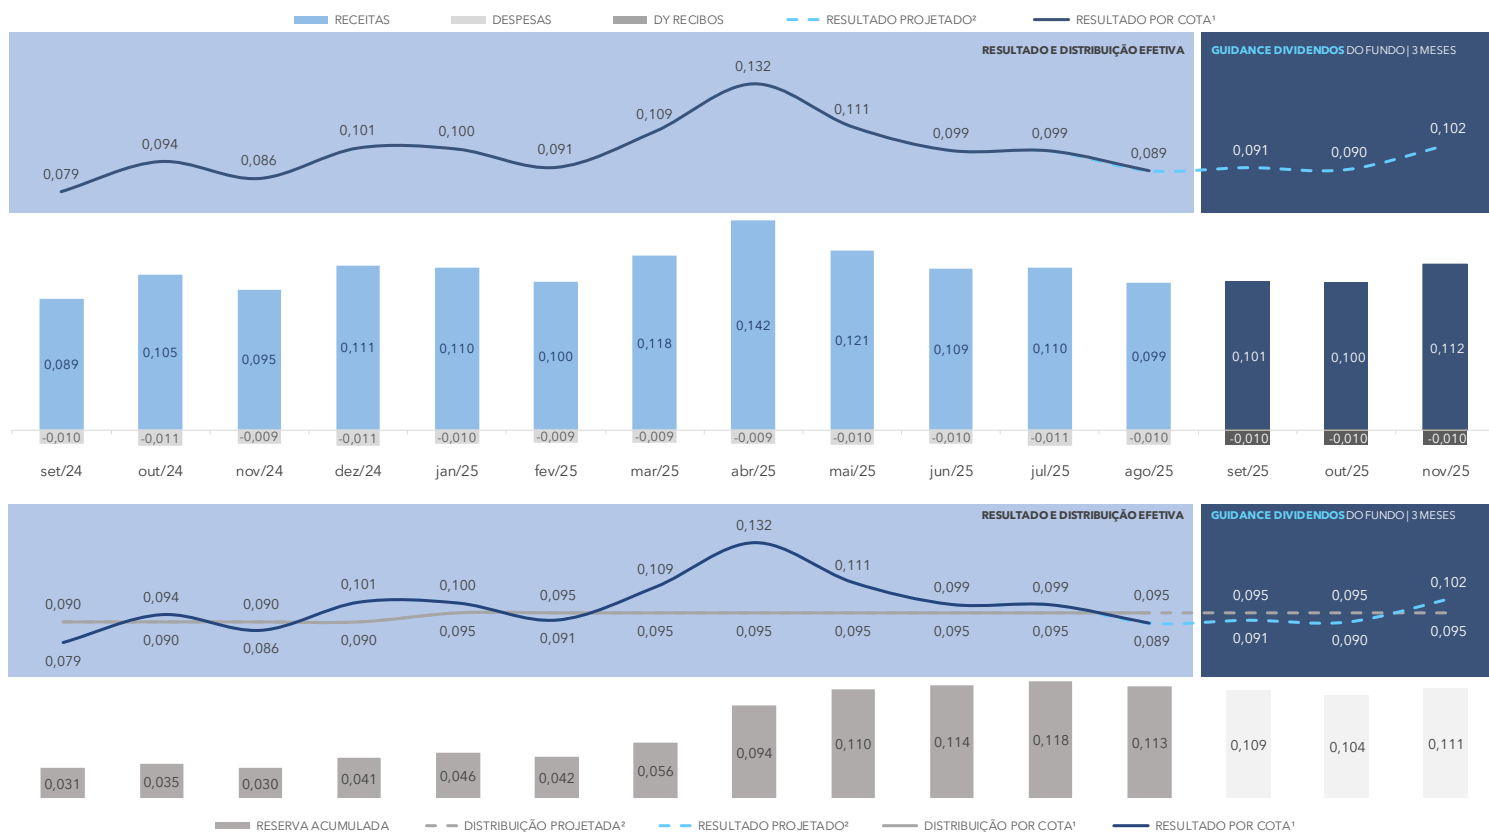 RECEITAS DESPESAS DY RECIBOS RESULTADO PROJETADO² RESULTADO POR COTA¹
RESULTADO E DISTRIBUIÇÃO EFETIVA GUIDANCE DIVIDENDOS DO FUNDO | 3 MESES
0,079 0,094 0,086 0,101 0,100 0,091 0,109 0,132 0,111 0,099 0,099 0,089 0,091 0,090 0,102
0,089 0,105 0,095 0,111 0,110 0,100 0,118 0,142 0,121 0,109 0,110 0,099 0,101 0,100 0,112
-0,010 -0,011 -0,009 -0,011 -0,010 -0,009 -0,009 -0,009 -0,010 -0,010 -0,011 -0,010 -0,010 -0,010 -0,010
set/24 out/24 nov/24 dez/24 jan/25 fev/25 mar/25 abr/25 mai/25 jun/25 jul/25 ago/25 set/25 out/25 nov/25
RESULTADO E DISTRIBUIÇÃO EFETIVA GUIDANCE DIVIDENDOS DO FUNDO | 3 MESES
0,090 0,094 0,090 0,101 0,100 0,095 0,109 0,132 0,111 0,099 0,099 0,095 0,095 0,095 0,102
0,079 0,090 0,086 0,090 0,095 0,091 0,095 0,095 0,095 0,095 0,095 0,089 0,091 0,090 0,095
0,031 0,035 0,030 0,041 0,046 0,042 0,056 0,094 0,110 0,114 0,118 0,113 0,109 0,104 0,111
RESERVA ACUMULADA DISTRIBUIÇÃO PROJETADA² RESULTADO PROJETADO² DISTRIBUIÇÃO POR COTA¹ RESULTADO POR COTA¹